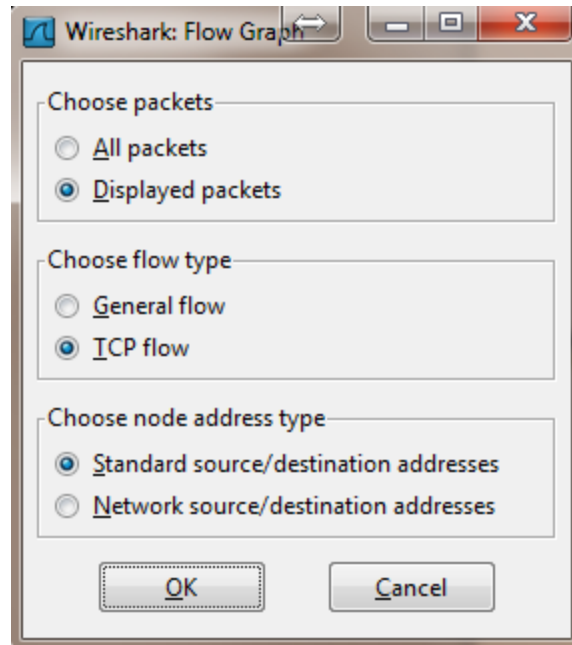 Wireshark: Flow Graph
Choose packets
All packets
Displayed packets
Choose flow type
General flow
TCP flow
Choose node address type
Standard source/destination addresses
Network source/destination addresses
OK
Cancel